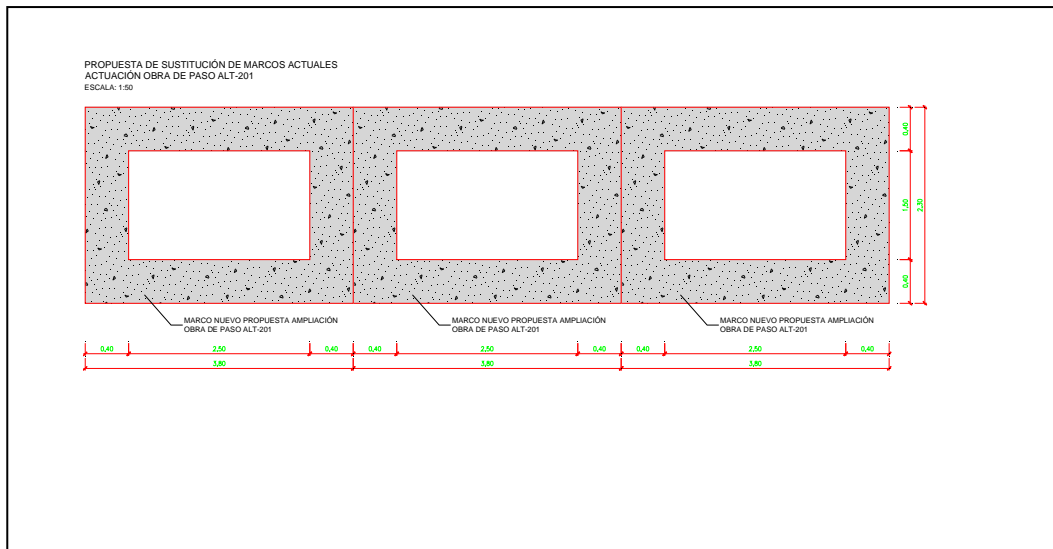 PROPUESTA DE SUSTITUCIÓN DE MARCOS ACTUALES
ACTUACIÓN OBRA DE PASO ALT-201
ESCALA: 1:50
0,40
1,50
2,30
0,40
MARCO NUEVO PROPUESTA AMPLIACIÓN
OBRA DE PASO ALT-201
MARCO NUEVO PROPUESTA AMPLIACIÓN
OBRA DE PASO ALT-201
MARCO NUEVO PROPUESTA AMPLIACIÓN
OBRA DE PASO ALT-201
0,40 2,50 0,40 0,40 2,50 0,40 0,40 2,50 0,40
3,80 3,80 3,80